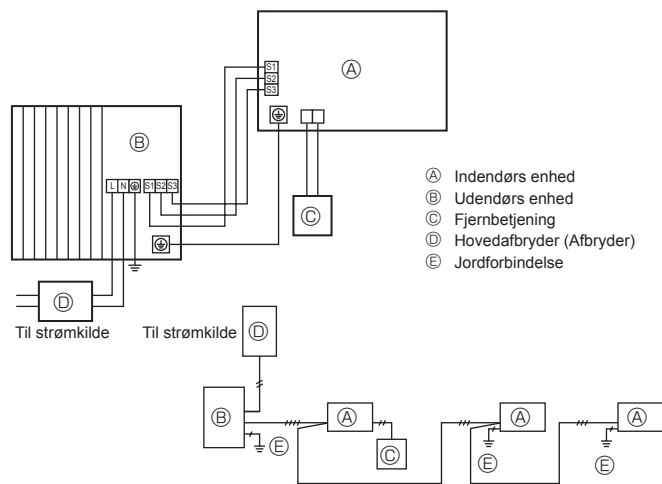 S1
S2
S3
Ⓐ
Ⓑ
L N S1 S2 S3
Ⓒ
Ⓐ Indendørs enhed
Ⓑ Udendørs enhed
Ⓒ Fjernbetjening
Ⓓ Hovedafbryder (Afbryder)
Ⓔ Jordforbindelse
Ⓓ
Til strømkilde
Til strømkilde Ⓓ
Ⓑ Ⓐ Ⓐ Ⓐ
Ⓔ Ⓒ Ⓔ Ⓔ